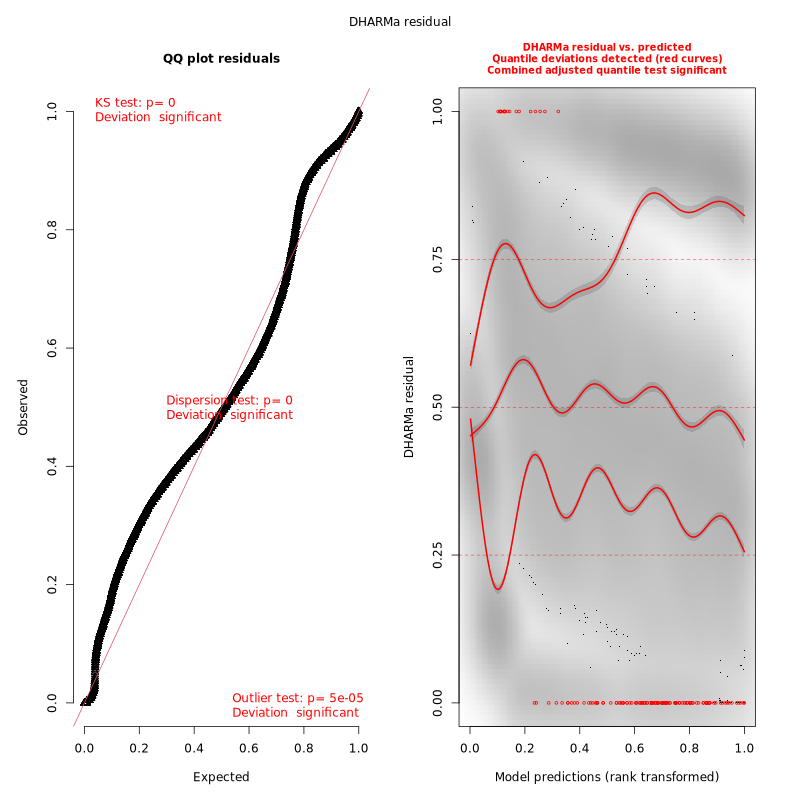 DHARMa residual
QQ plot residuals
KS test: p= 0
Deviation  significant
Dispersion test: p= 0
Deviation  significant
Outlier test: p= 5e-05
Deviation  significant
Observed
0.0 0.2 0.4 0.6 0.8 1.0
0.0 0.2 0.4 0.6 0.8 1.0
Expected
DHARMa residual vs. predicted
Quantile deviations detected (red curves)
Combined adjusted quantile test significant
DHARMa residual
0.00 0.25 0.50 0.75 1.00
0.0 0.2 0.4 0.6 0.8 1.0
Model predictions (rank transformed)